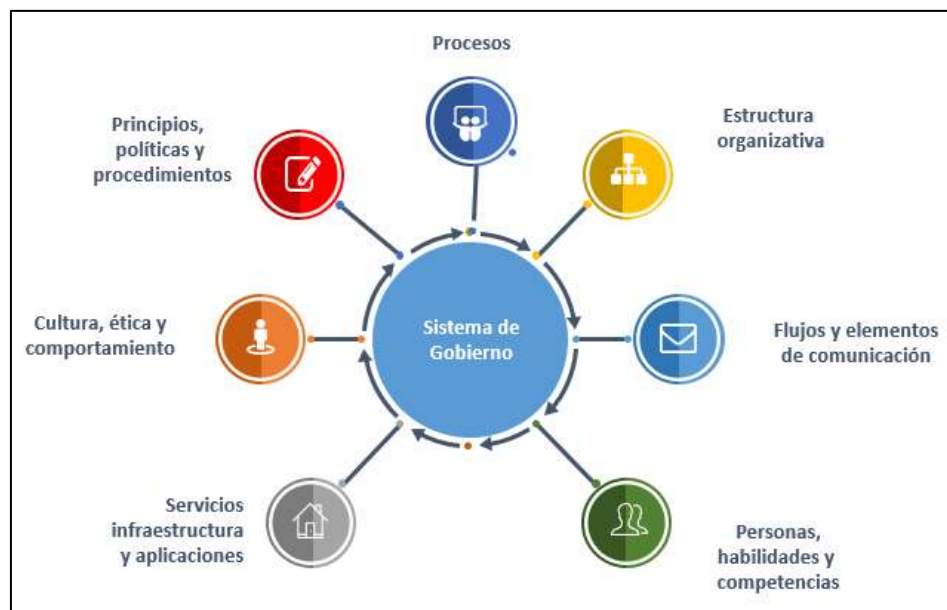 Procesos
Estructura
organizativa
Principios,
políticas y
procedimientos
Sistema de
Gobierno
Flujos y elementos
de comunicación
Cultura, ética y
comportamiento
Servicios
infraestructura
y aplicaciones
Personas,
habilidades y
competencias